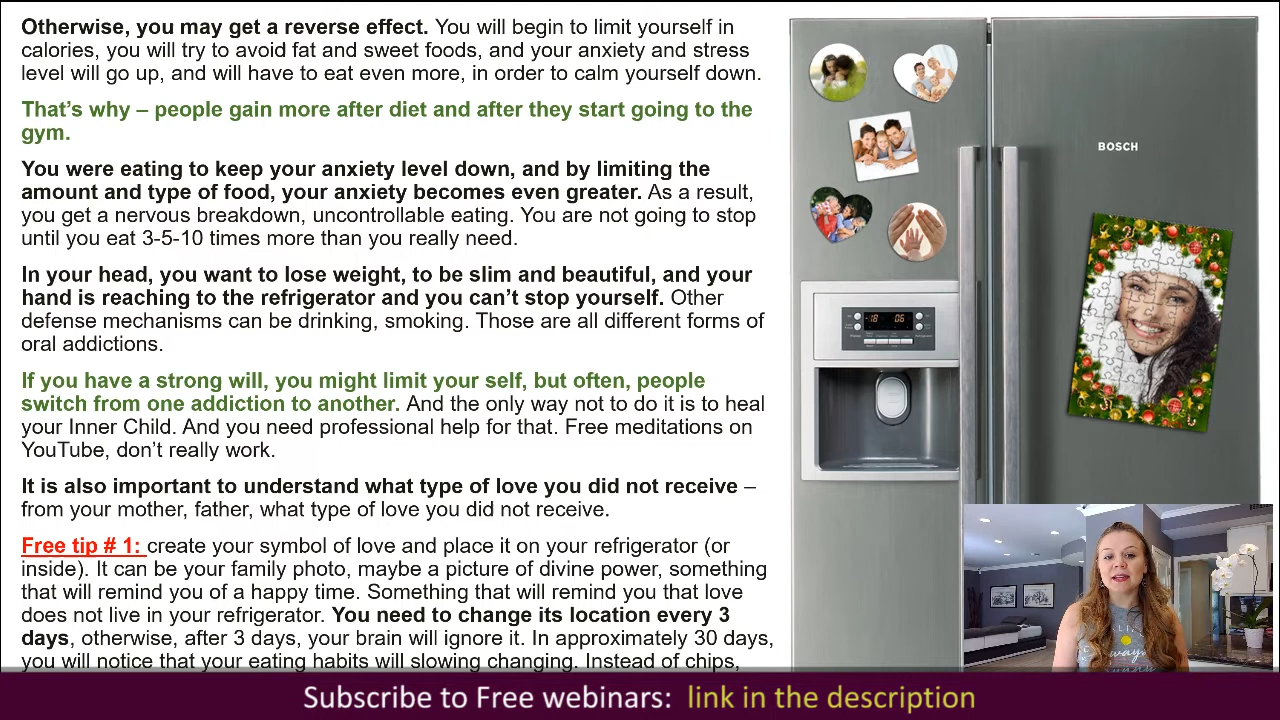 Otherwise, you may get a reverse effect. You will begin to limit yourself in
calories, you will try to avoid fat and sweet foods, and your anxiety and stress
level will go up, and will have to eat even more, in order to calm yourself down.
That’s why – people gain more after diet and after they start going to the
gym.
You were eating to keep your anxiety level down, and by limiting the
amount and type of food, your anxiety becomes even greater. As a result,
you get a nervous breakdown, uncontrollable eating. You are not going to stop
until you eat 3-5-10 times more than you really need.
In your head, you want to lose weight, to be slim and beautiful, and your
hand is reaching to the refrigerator and you can’t stop yourself. Other
defense mechanisms can be drinking, smoking. Those are all different forms of
oral addictions.
If you have a strong will, you might limit your self, but often, people
switch from one addiction to another. And the only way not to do it is to heal
your Inner Child. And you need professional help for that. Free meditations on
YouTube, don’t really work.
It is also important to understand what type of love you did not receive –
from your mother, father, what type of love you did not receive.
Free tip # 1: create your symbol of love and place it on your refrigerator (or
inside). It can be your family photo, maybe a picture of divine power, something
that will remind you of a happy time. Something that will remind you that love
does not live in your refrigerator. You need to change its location every 3
days, otherwise, after 3 days, your brain will ignore it. In approximately 30 days,
you will notice that your eating habits will slowing changing. Instead of chips,
BOSCH
-18 06
Subscribe to Free webinars: link in the description